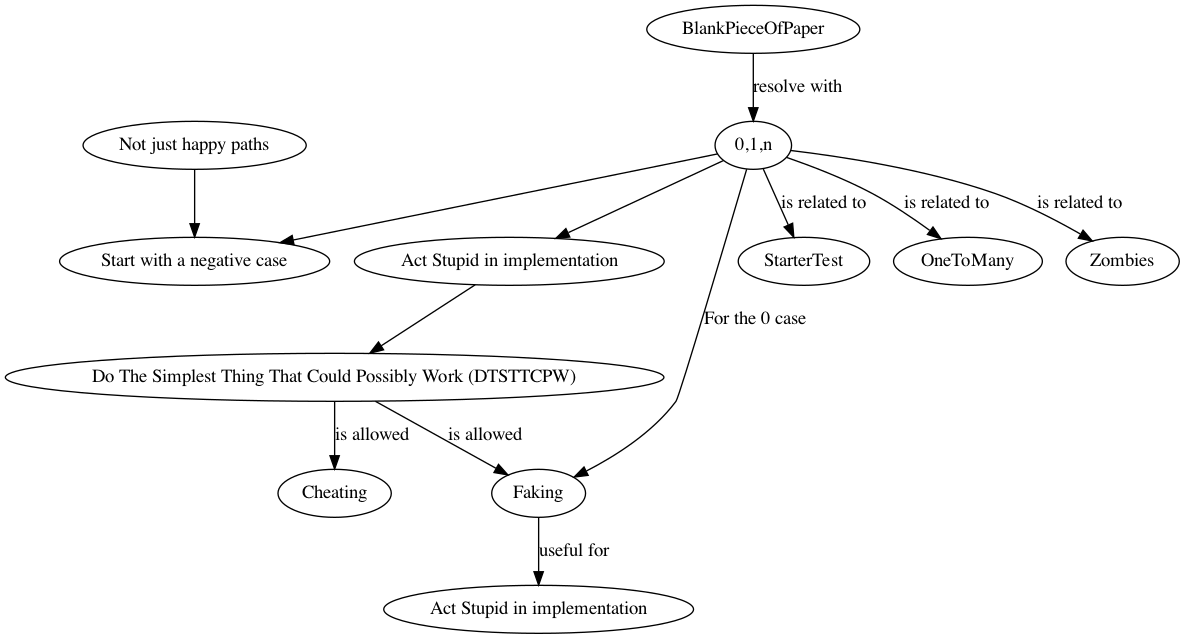 BlankPieceOfPaper
resolve with
Not just happy paths
0,1,n
is related to
is related to
is related to
Start with a negative case
Act Stupid in implementation
StarterTest
OneToMany
Zombies
For the 0 case
Do The Simplest Thing That Could Possibly Work (DTSTTCPW)
is allowed
is allowed
Cheating
Faking
useful for
Act Stupid in implementation